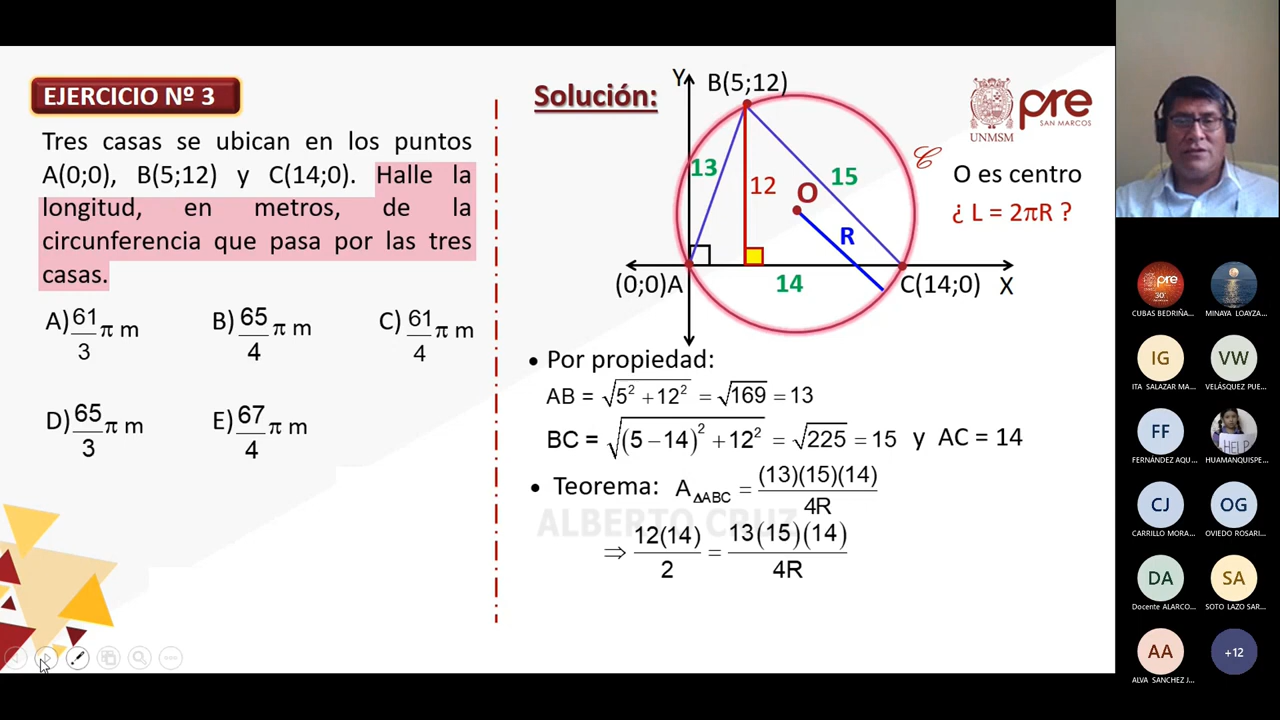 EJERCICIO Nº 3
Tres casas se ubican en los puntos
A(0;0), B(5;12) y C(14;0). Halle la
longitud, en metros, de la
circunferencia que pasa por las tres
casas.
A) 61/3 π m
B) 65/4 π m
C) 61/4 π m
D) 65/3 π m
E) 67/4 π m
Solución:
Y
B(5;12)
13
12
15
O
R
(0;0)A
14
C(14;0)
X
𝒞
O es centro
¿ L = 2πR ?
UNMSM
pre
SAN MARCOS
• Por propiedad:
AB = √(5² + 12²) = √169 = 13
BC = √((5 – 14)² + 12²) = √225 = 15 y AC = 14
• Teorema: A_ΔABC = (13)(15)(14)/4R
ALBERTO CRUZ
⇒ 12(14)/2 = 13(15)(14)/4R
pre
30
CUBAS BEDRIÑA...
MINAYA LOAYZA...
IG
VW
ITA SALAZAR MA...
VELÁSQUEZ PUE...
FF
HELP
FERNÁNDEZ AQU...
HUAMANQUISPE...
CJ
OG
CARRILLO MORA...
OVIEDO ROSARI...
DA
SA
Docente ALARCO...
SOTO LAZO SAR...
AA
+12
ALVA SANCHEZ J...